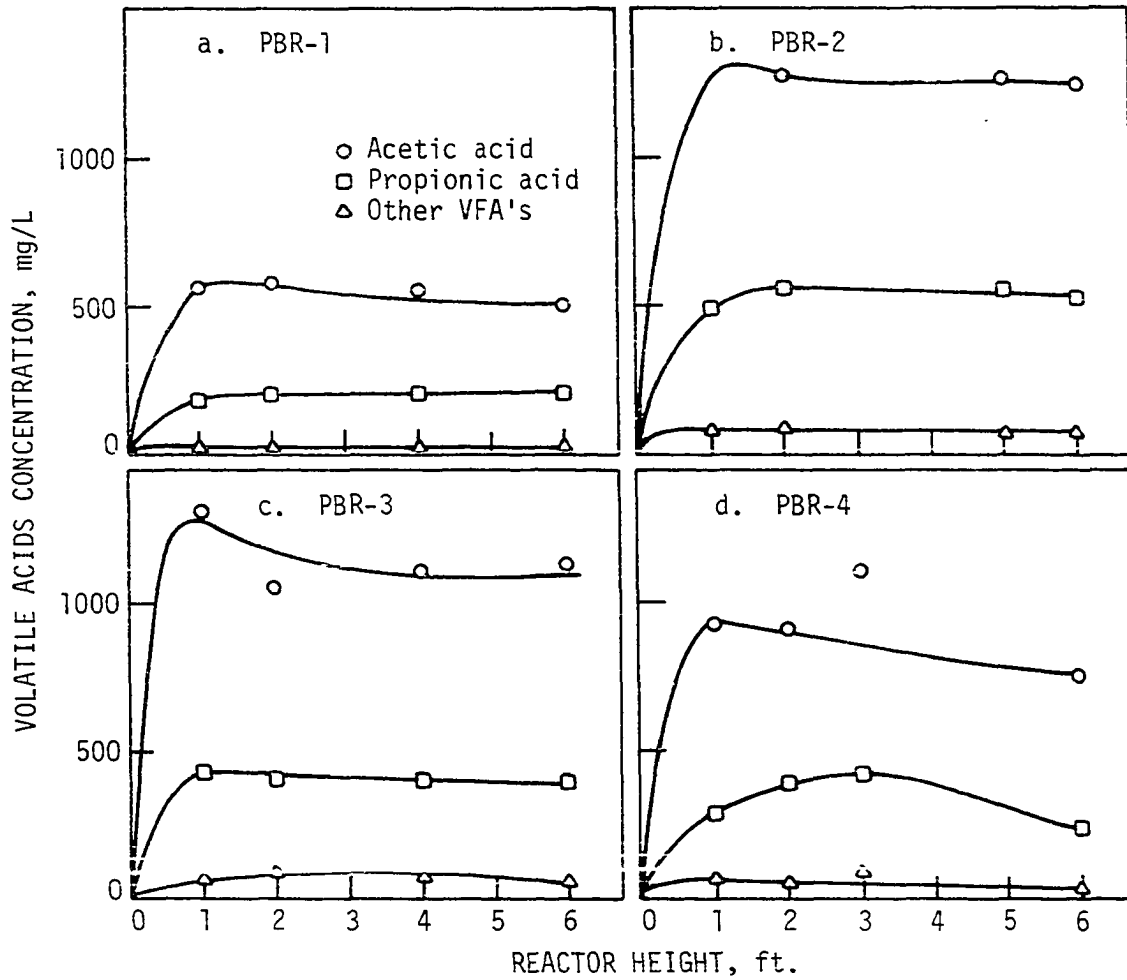 a. PBR-1
b. PBR-2
Acetic acid
Propionic acid
Other VFA's
1000
500
0
c. PBR-3
d. PBR-4
1000
500
0
0 1 2 3 4 5 6
0 1 2 3 4 5 6
VOLATILE ACIDS CONCENTRATION, mg/L
REACTOR HEIGHT, ft.